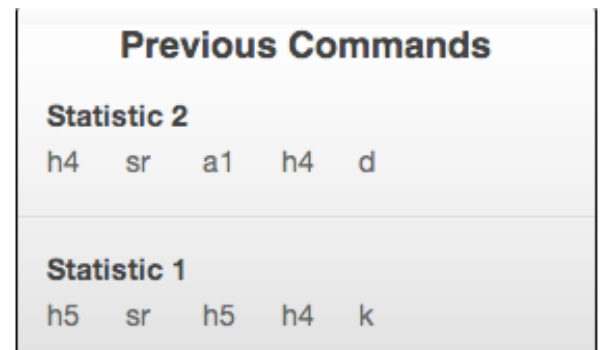 Previous Commands
Statistic 2
h4 sr a1 h4 d
Statistic 1
h5 sr h5 h4 k